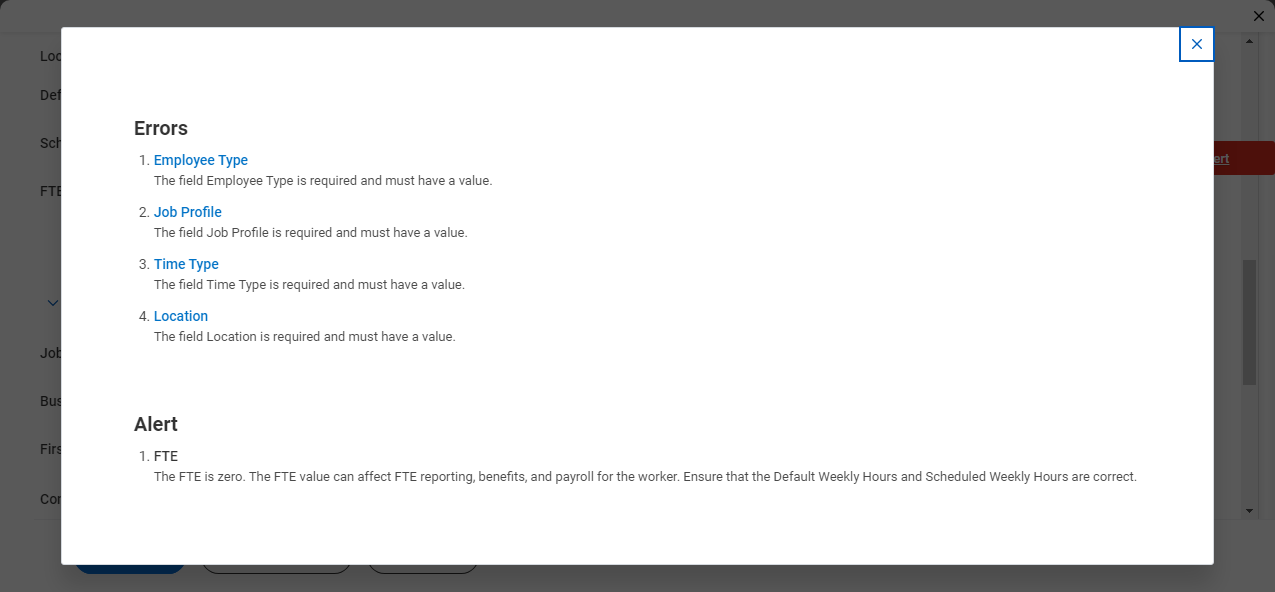 Errors
1. Employee Type
The field Employee Type is required and must have a value.
2. Job Profile
The field Job Profile is required and must have a value.
3. Time Type
The field Time Type is required and must have a value.
4. Location
The field Location is required and must have a value.
Alert
1. FTE
The FTE is zero. The FTE value can affect FTE reporting, benefits, and payroll for the worker. Ensure that the Default Weekly Hours and Scheduled Weekly Hours are correct.
Loc
Def
Sch
FTE
Job
Bus
Firs
Con
ert